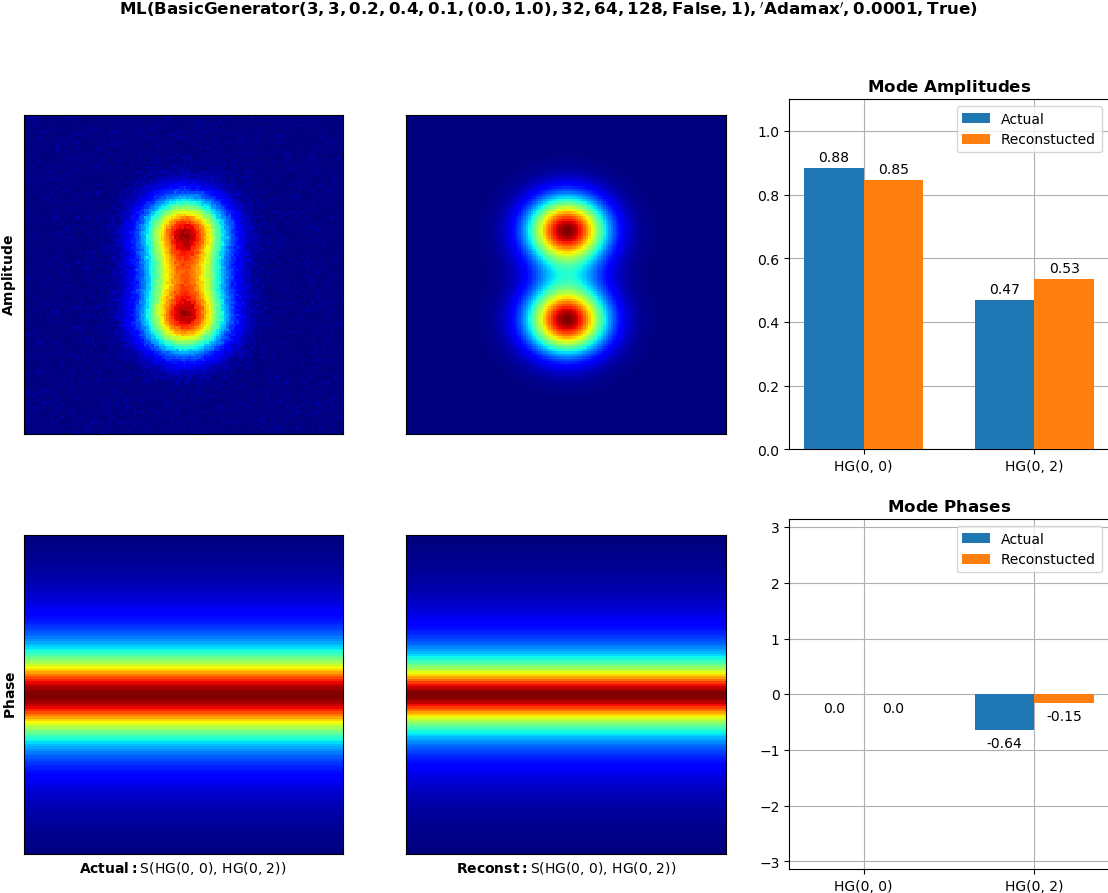 ML(BasicGenerator(3, 3, 0.2, 0.4, 0.1, (0.0, 1.0), 32, 64, 128, False, 1), ′Adamax′, 0.0001, True)
Amplitude
Mode Amplitudes
Actual
Reconstucted
1.0
0.8
0.6
0.4
0.2
0.0
0.88
0.85
0.47
0.53
HG(0, 0)
HG(0, 2)
Phase
Actual: S(HG(0, 0), HG(0, 2))
Reconst: S(HG(0, 0), HG(0, 2))
Mode Phases
Actual
Reconstucted
3
2
1
0
−1
−2
−3
0.0
0.0
-0.64
-0.15
HG(0, 0)
HG(0, 2)